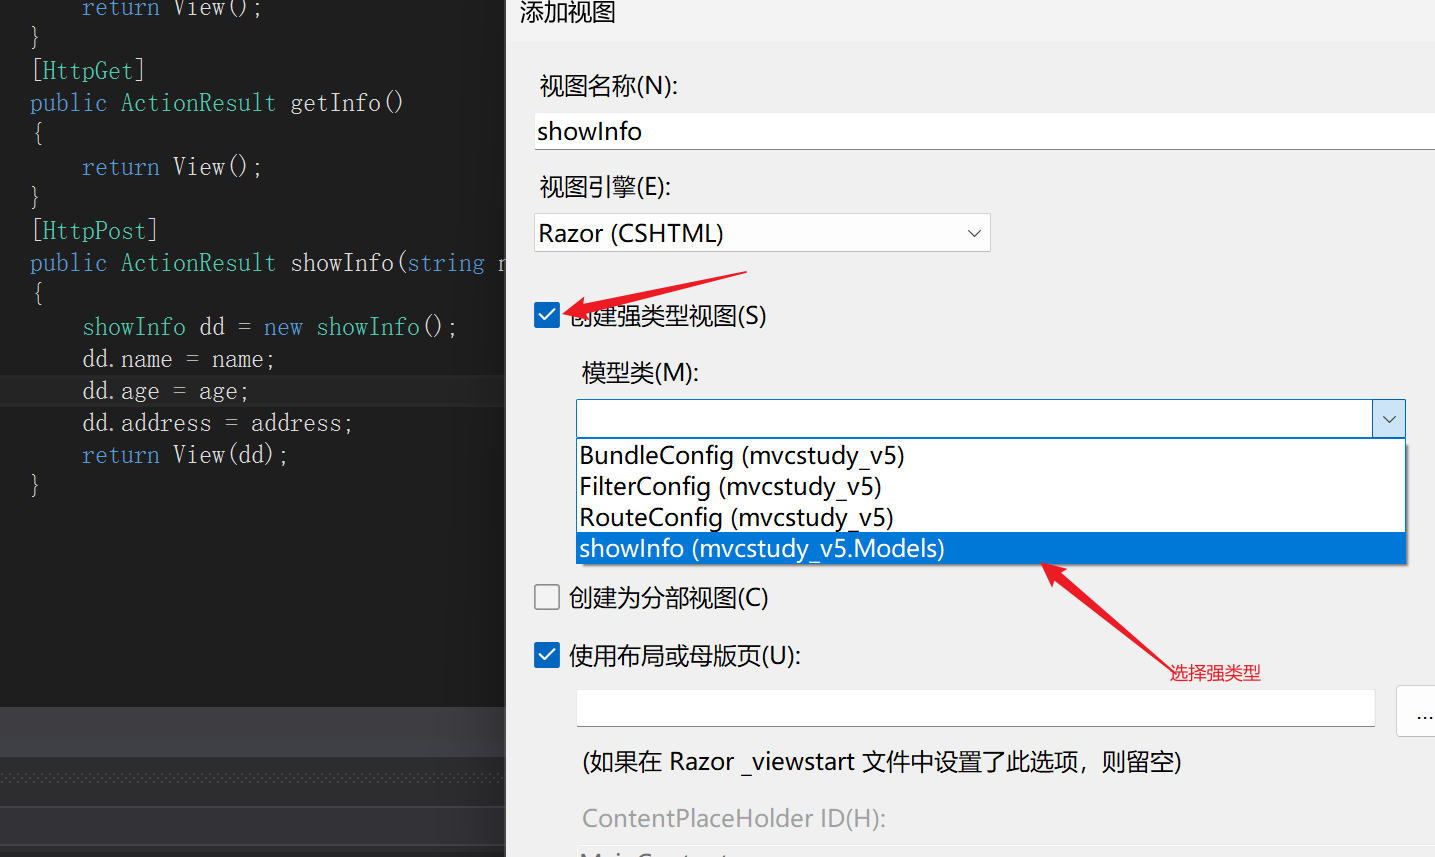 return View();
}
[HttpGet]
public ActionResult getInfo()
{
return View();
}
[HttpPost]
public ActionResult showInfo(string
{
showInfo dd = new showInfo();
dd.name = name;
dd.age = age;
dd.address = address;
return View(dd);
}
添加视图
视图名称(N):
showInfo
视图引擎(E):
Razor (CSHTML)
创建强类型视图(S)
模型类(M):
BundleConfig (mvcstudy_v5)
FilterConfig (mvcstudy_v5)
RouteConfig (mvcstudy_v5)
showInfo (mvcstudy_v5.Models)
创建为分部视图(C)
使用布局或母版页(U):
选择强类型
...
(如果在 Razor _viewstart 文件中设置了此选项，则留空)
ContentPlaceHolder ID(H):